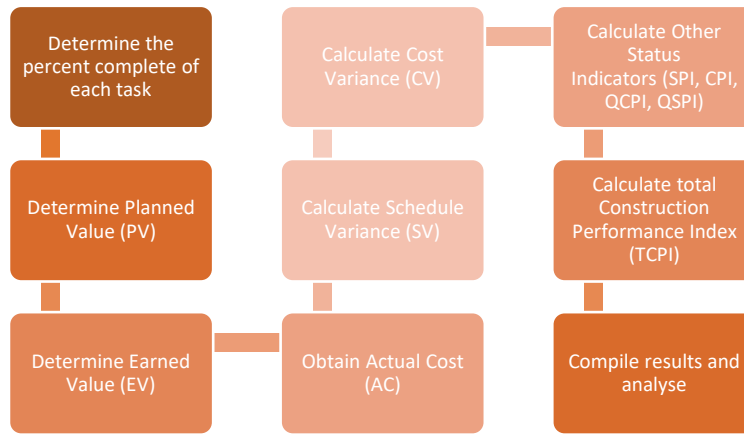 Determine the
percent complete of
each task
Determine Planned
Value (PV)
Determine Earned
Value (EV)
Obtain Actual Cost
(AC)
Calculate Schedule
Variance (SV)
Calculate Cost
Variance (CV)
Calculate Other
Status
Indicators (SPI, CPI,
QCPI, QSPI)
Calculate total
Construction
Performance Index
(TCPI)
Compile results and
analyse